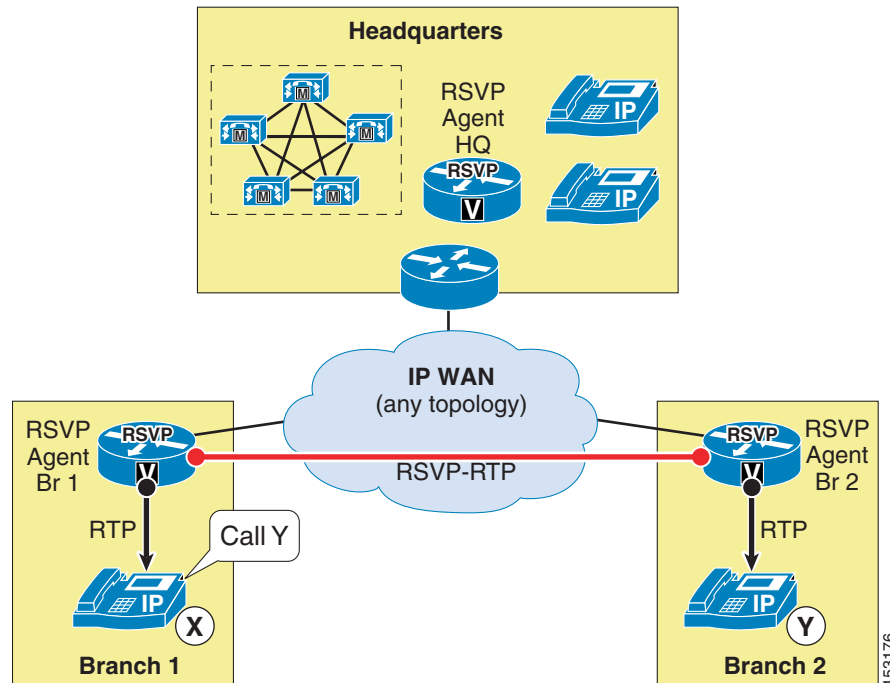 Headquarters
M
M
M
M
M
RSVP
Agent
HQ
RSVP
V
IP
IP
IP WAN
(any topology)
RSVP
Agent
Br 1
RSVP
V
RSVP-RTP
RSVP
V
RSVP
Agent
Br 2
RTP
Call Y
IP
X
Branch 1
RTP
IP
Y
Branch 2
153176